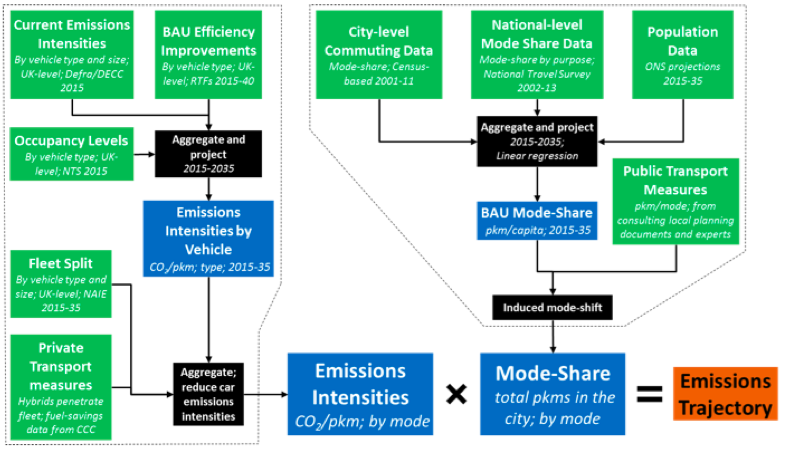 Current Emissions
Intensities
By vehicle type and size;
UK-level; Defra/DECC
2015
BAU Efficiency
Improvements
By vehicle type; UK-
level; RTFs 2015-40
Occupancy Levels
By vehicle type; UK-
level; NTS 2015
Aggregate and
project
2015-2035
Emissions
Intensities by
Vehicle
CO₂/pkm; type; 2015-35
Fleet Split
By vehicle type and
size; UK-level; NAIE
2015-35
Private
Transport
measures
Hybrids penetrate
fleet; fuel-savings
data from CCC
Aggregate;
reduce car
emissions
intensities
City-level
Commuting Data
Mode-share; Census-
based 2001-11
National-level
Mode Share Data
Mode-share by purpose;
National Travel Survey
2002-13
Population
Data
ONS projections
2015-35
Aggregate and project
2015-2035;
Linear regression
BAU Mode-Share
pkm/capita; 2015-35
Public Transport
Measures
pkm/mode; from
consulting local planning
documents and experts
Induced mode-shift
Emissions
Intensities
CO₂/pkm; by mode
×
Mode-Share
total pkms in the
city; by mode
=
Emissions
Trajectory